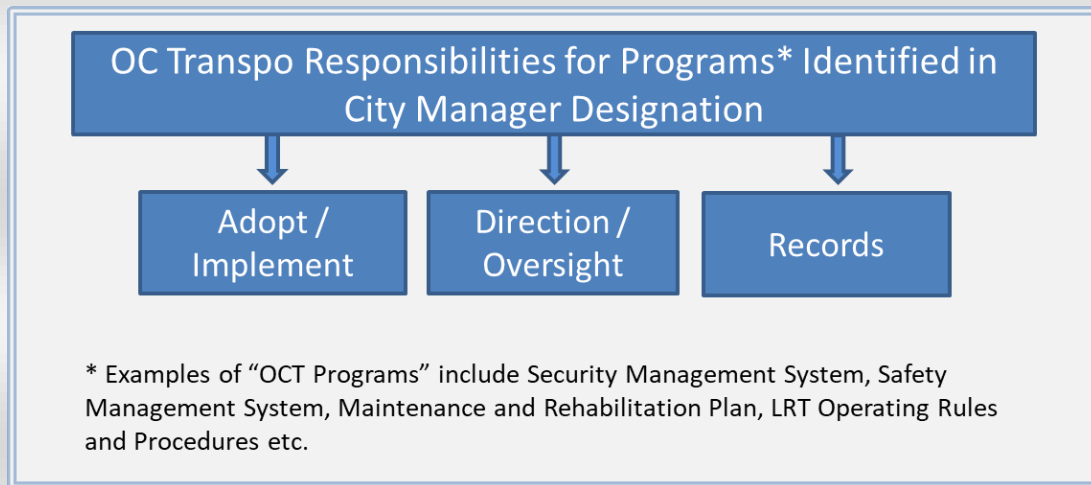 OC Transpo Responsibilities for Programs* Identified in
City Manager Designation
Adopt /
Implement
Direction /
Oversight
Records
* Examples of “OCT Programs” include Security Management System, Safety
Management System, Maintenance and Rehabilitation Plan, LRT Operating Rules
and Procedures etc.